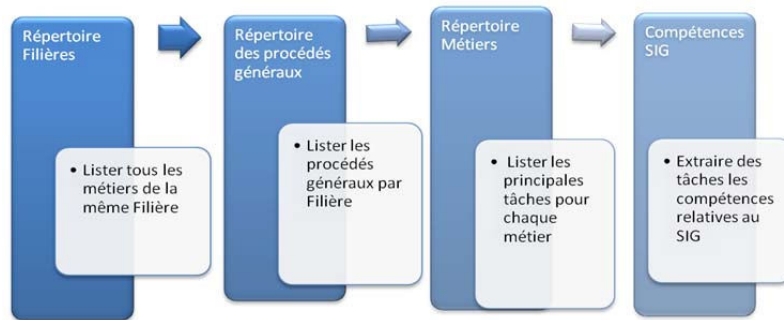 Répertoire
Filières
• Lister tous les
métiers de la
même Filière
Répertoire
des procédés
généraux
• Lister les
procédés
généraux par
Filière
Répertoire
Métiers
• Lister les
principales
tâches pour
chaque
métier
Compétences
SIG
• Extraire des
tâches les
compétences
relatives au
SIG